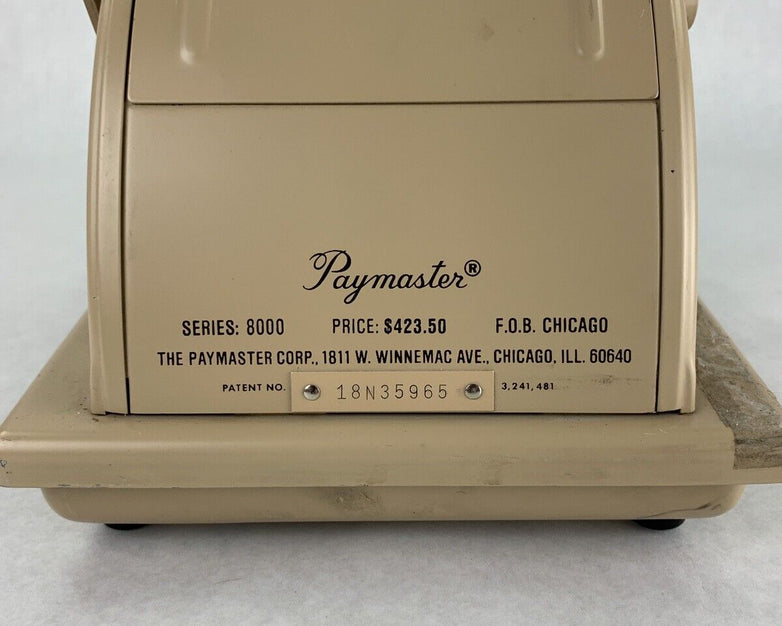 Paymaster®
SERIES: 8000 PRICE: $423.50 F.O.B. CHICAGO
THE PAYMASTER CORP., 1811 W. WINNEMAC AVE., CHICAGO, ILL. 60640
PATENT NO. 18N35965 3,241,481